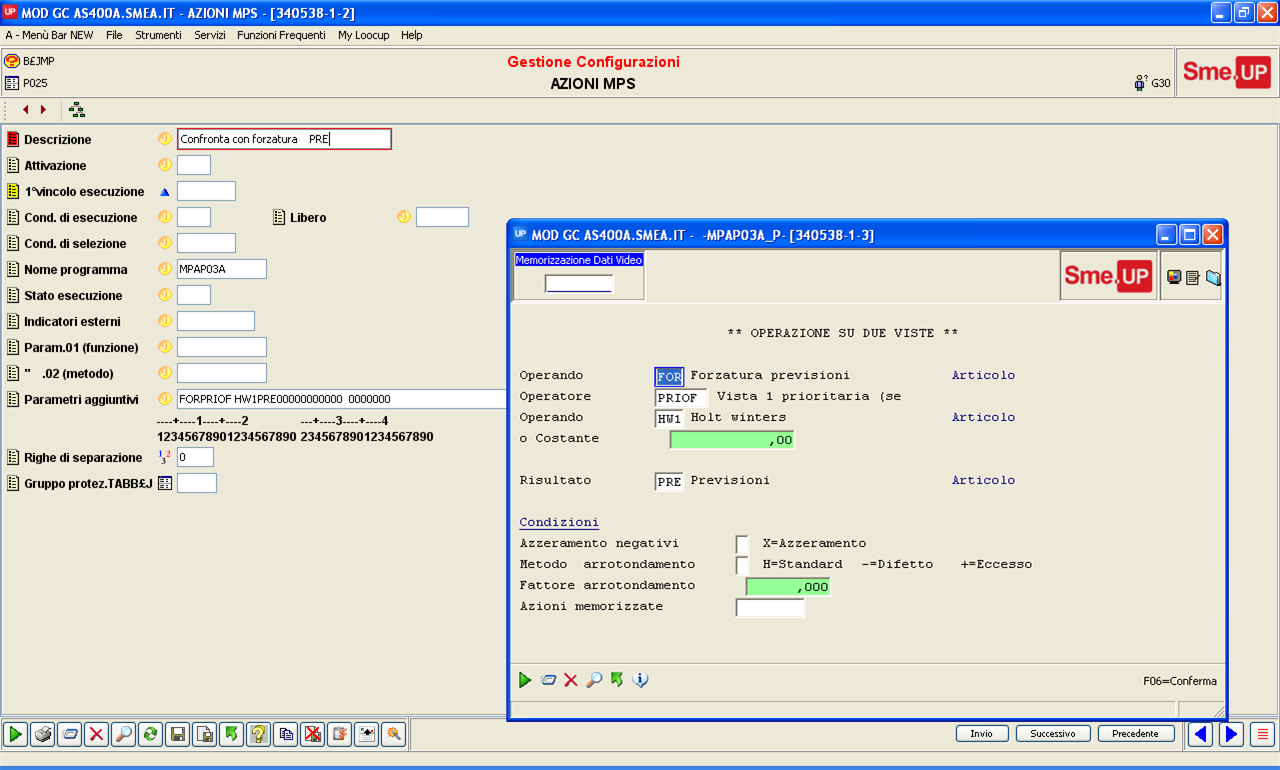 UP MOD GC AS400A.SMEA.IT - AZIONI MPS - [340538-1-2]
A - Menù Bar NEW File Strumenti Servizi Funzioni Frequenti My Loocup Help
B£JMP
Gestione Configurazioni
P025
AZIONI MPS
G30
Sme.UP
Descrizione Confronta con forzatura PRE
Attivazione
1°vincolo esecuzione
Cond. di esecuzione Libero
Cond. di selezione
Nome programma MPAP03A
Stato esecuzione
Indicatori esterni
Param.01 (funzione)
" .02 (metodo)
Parametri aggiuntivi FORPRIOF HW1PRE00000000000 0000000
----+----1----+----2 ---+----3----+----4
12345678901234567890 2345678901234567890
Righe di separazione 0
Gruppo protez.TABB£J
UP MOD GC AS400A.SMEA.IT - -MPAP03A_P- [340538-1-3]
Memorizzazione Dati Video
Sme.UP
** OPERAZIONE SU DUE VISTE **
Operando FOR Forzatura previsioni Articolo
Operatore PRIOF Vista 1 prioritaria (se
Operando HW1 Holt winters Articolo
o Costante ,00
Risultato PRE Previsioni Articolo
Condizioni
Azzeramento negativi X=Azzeramento
Metodo arrotondamento H=Standard -=Difetto +=Eccesso
Fattore arrotondamento ,000
Azioni memorizzate
F06=Conferma
Invio Successivo Precedente